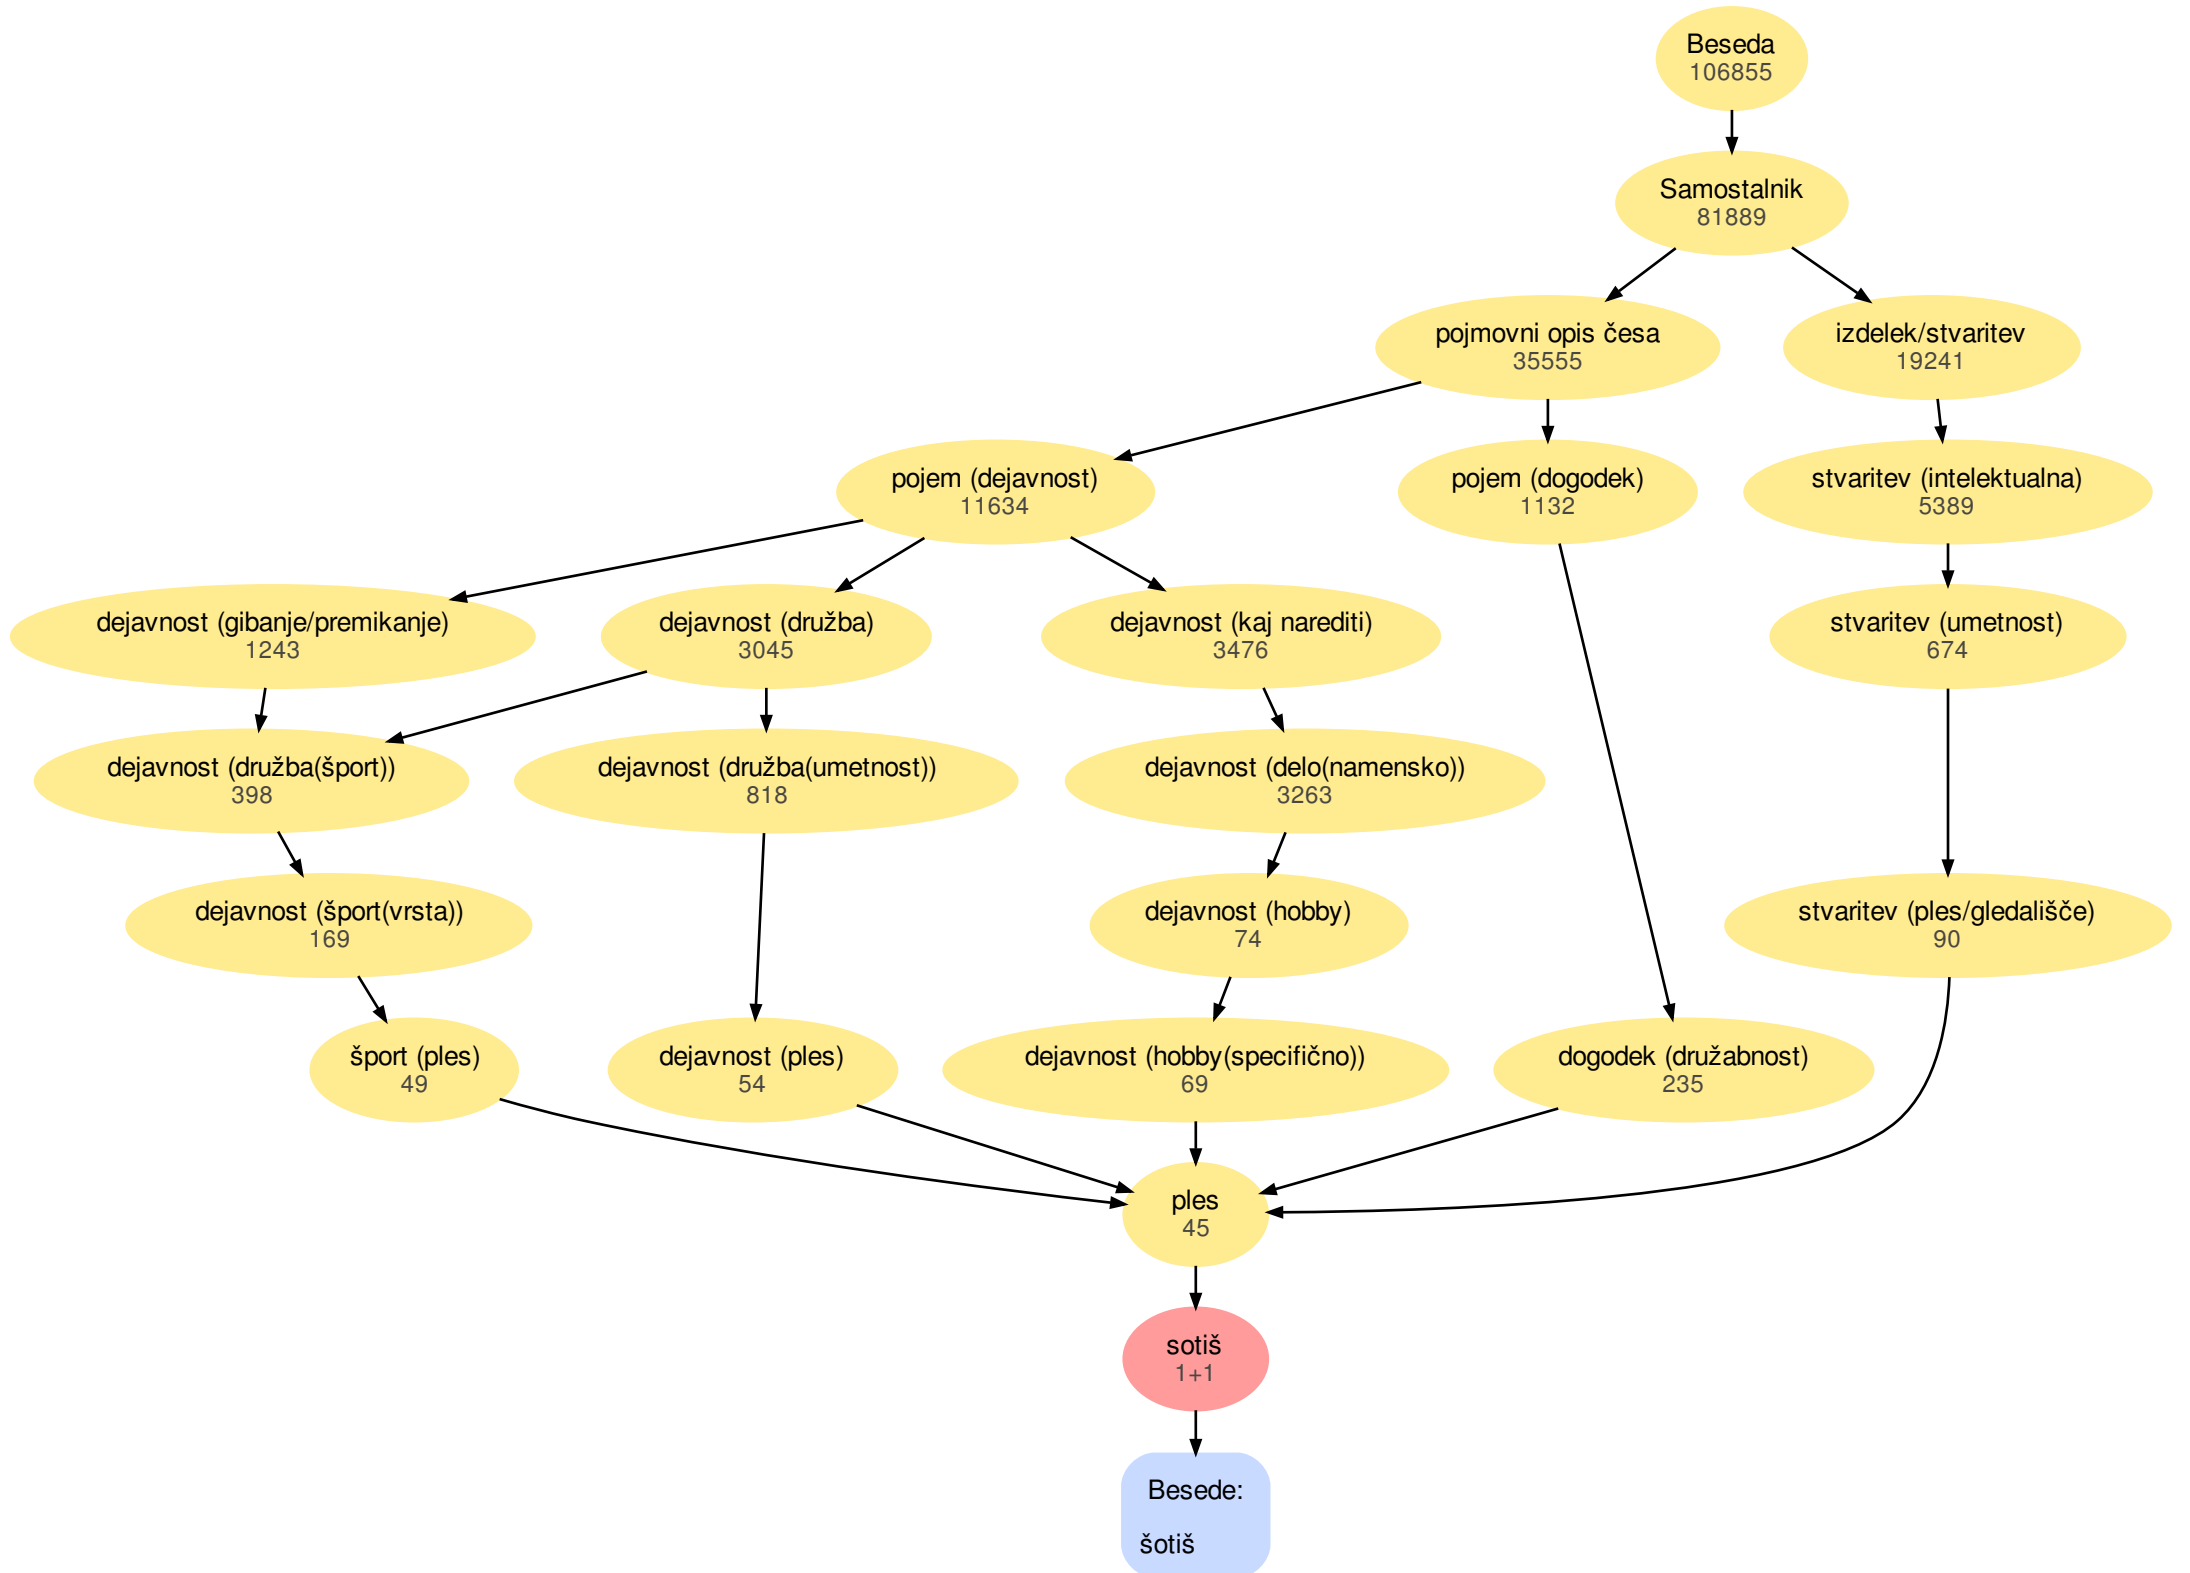 Beseda
106855
Samostalnik
81889
pojmovni opis česa
35555
izdelek/stvaritev
19241
pojem (dejavnost)
11634
pojem (dogodek)
1132
stvaritev (intelektualna)
5389
dejavnost (gibanje/premikanje)
1243
dejavnost (družba)
3045
dejavnost (kaj narediti)
3476
stvaritev (umetnost)
674
dejavnost (družba(šport))
398
dejavnost (družba(umetnost))
818
dejavnost (delo(namensko))
3263
dejavnost (šport(vrsta))
169
dejavnost (hobby)
74
stvaritev (ples/gledališče)
90
šport (ples)
49
dejavnost (ples)
54
dejavnost (hobby(specifično))
69
dogodek (družabnost)
235
ples
45
sotiš
1+1
Besede:
šotiš